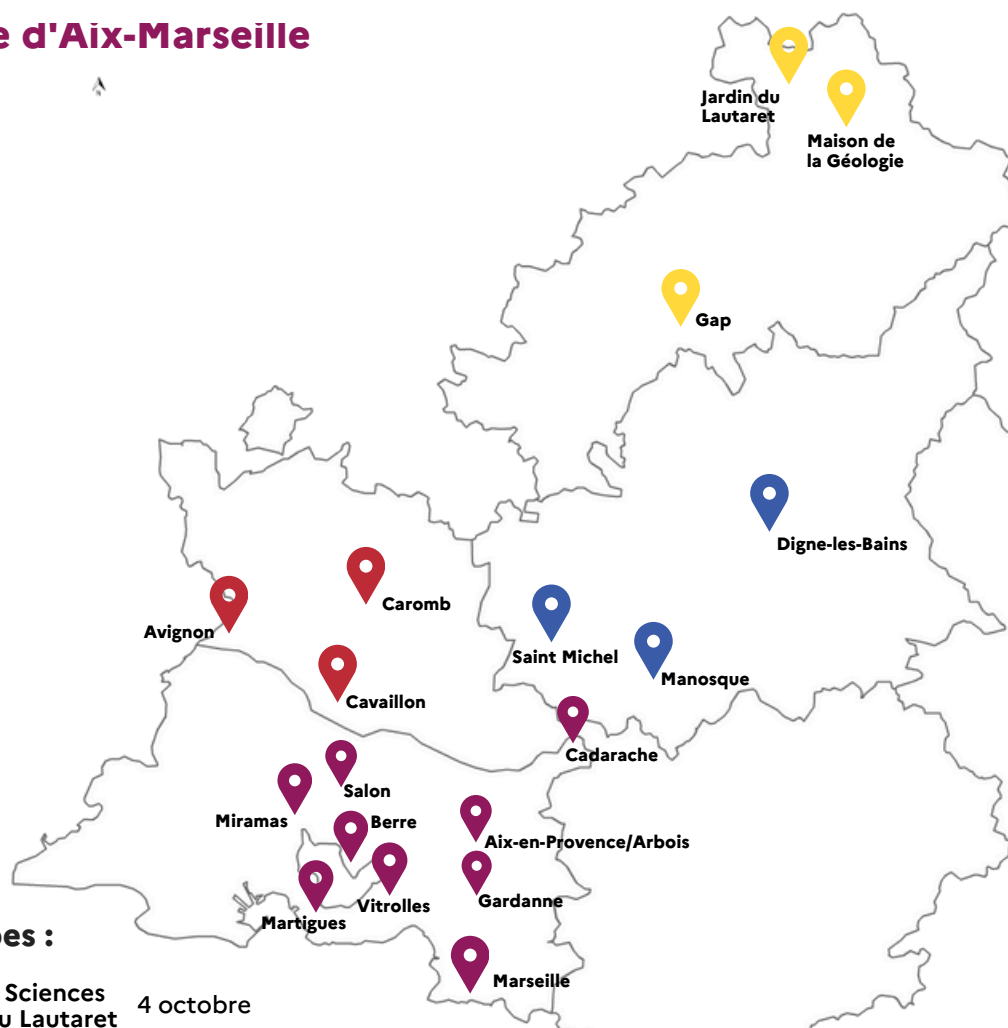 e d'Aix-Marseille
Jardin du
Lautaret
Maison de
la Géologie
Gap
Digne-les-Bains
Caromb
Avignon
Saint Michel
Manosque
Cavaillon
Cadarache
Salon
Miramas
Berre
Aix-en-Provence/Arbois
Vitrolles
Gardanne
Martigues
Marseille
es :
Sciences
4 octobre
u Lautaret